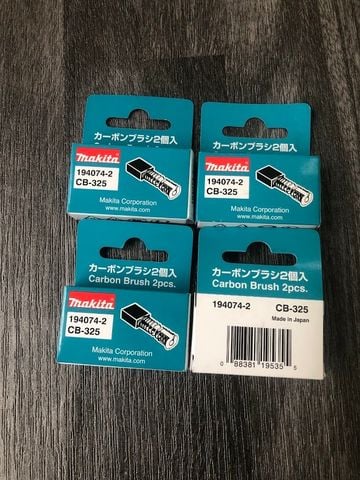 カーボンブラシ2個入
makita
194074-2
CB-325
Makita Corporation
www.makita.com
カーボンブラシ2個入
makita
194074-2
CB-325
Makita Corporation
www.makita.com
カーボンブラシ2個入
Carbon Brush 2pcs.
makita
194074-2
CB-325
Makita Corporation
www.makita.com
カーボンブラシ2個入
Carbon Brush 2pcs.
194074-2 CB-325
Made in Japan
0 88381 19535 5